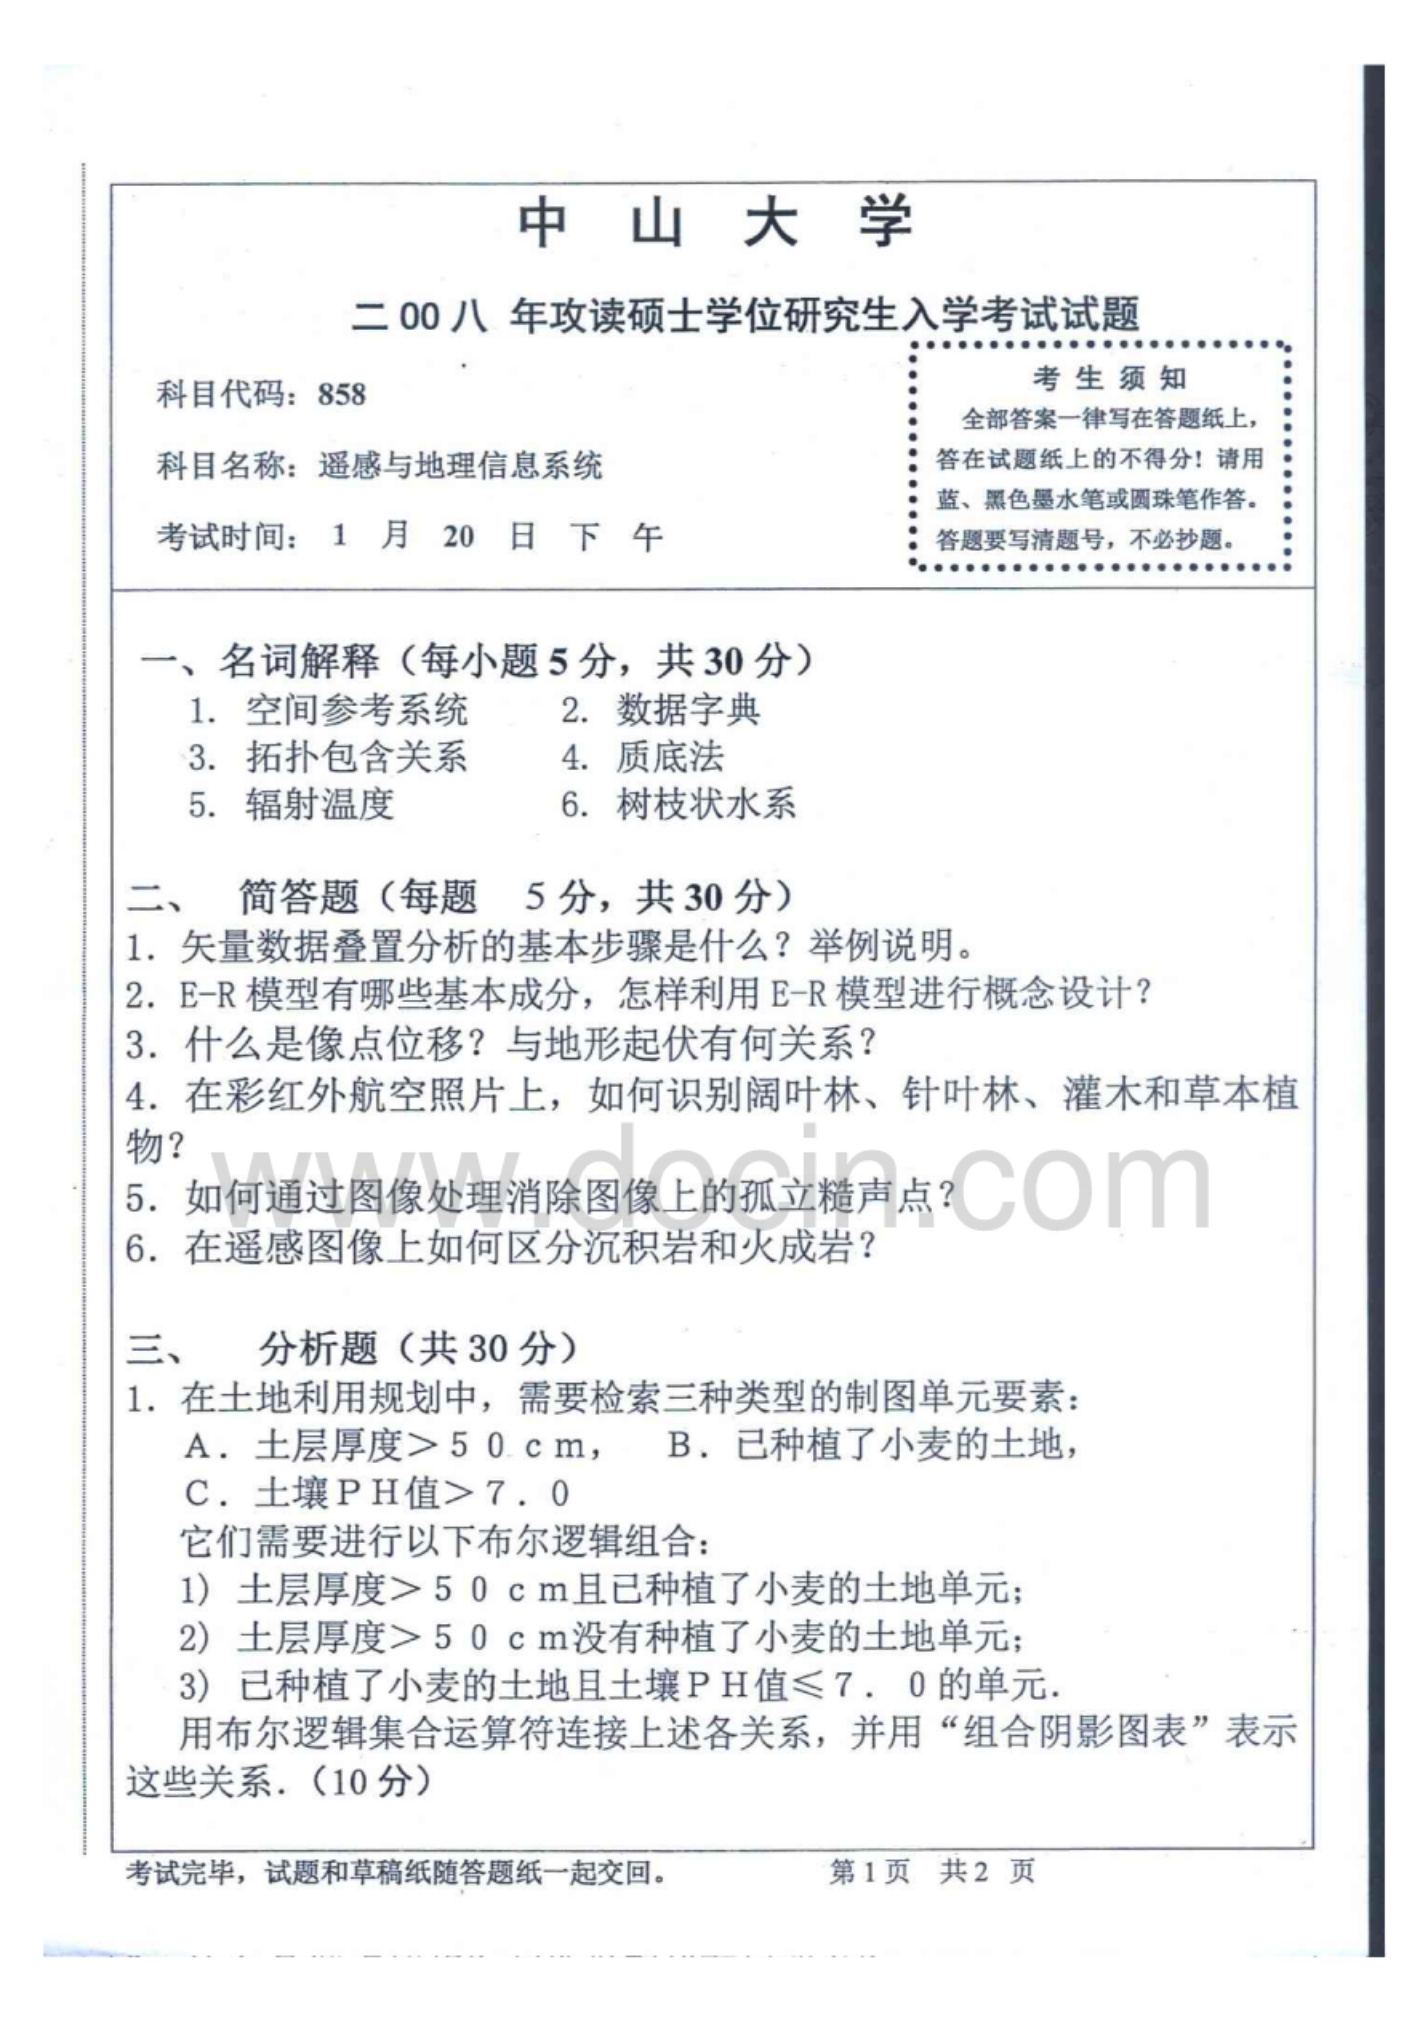 中 山 大 学
二00八 年攻读硕士学位研究生入学考试试题
科目代码：858
科目名称：遥感与地理信息系统
考试时间： 1 月 20 日 下 午
考 生 须 知
全部答案一律写在答题纸上，
答在试题纸上的不得分！请用
蓝、黑色墨水笔或圆珠笔作答。
答题要写清题号，不必抄题。
一、名词解释（每小题 5 分，共 30 分）
1. 空间参考系统 2. 数据字典
3. 拓扑包含关系 4. 质底法
5. 辐射温度 6. 树枝状水系
二、 简答题（每题 5 分，共 30 分）
1. 矢量数据叠置分析的基本步骤是什么？举例说明。
2. E-R 模型有哪些基本成分，怎样利用 E-R 模型进行概念设计？
3. 什么是像点位移？与地形起伏有何关系？
4. 在彩红外航空照片上，如何识别阔叶林、针叶林、灌木和草本植
物？
www.docin.com
5. 如何通过图像处理消除图像上的孤立糙声点？
6. 在遥感图像上如何区分沉积岩和火成岩？
三、 分析题（共 30 分）
1. 在土地利用规划中，需要检索三种类型的制图单元要素：
A．土层厚度＞５０ｃｍ， B．已种植了小麦的土地，
C．土壤ＰＨ值＞７．０
它们需要进行以下布尔逻辑组合：
1) 土层厚度＞５０ｃｍ且已种植了小麦的土地单元；
2) 土层厚度＞５０ｃｍ没有种植了小麦的土地单元；
3) 已种植了小麦的土地且土壤ＰＨ值≤７．０的单元．
用布尔逻辑集合运算符连接上述各关系，并用“组合阴影图表”表示
这些关系．（10 分）
考试完毕，试题和草稿纸随答题纸一起交回。 第 1 页 共 2 页